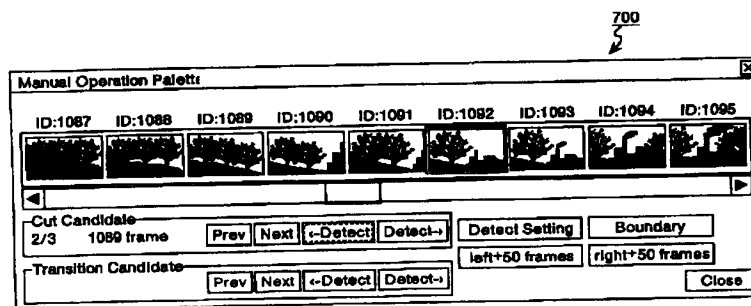 700
Manual Operation Palette
ID:1087 ID:1088 ID:1089 ID:1090 ID:1091 ID:1092 ID:1093 ID:1094 ID:1095
Cut Candidate
2/3 1089 frame Prev Next ←Detect Detect→ Detect Setting Boundary
left+50 frames right+50 frames
Transition Candidate
Prev Next ←Detect Detect→ Close